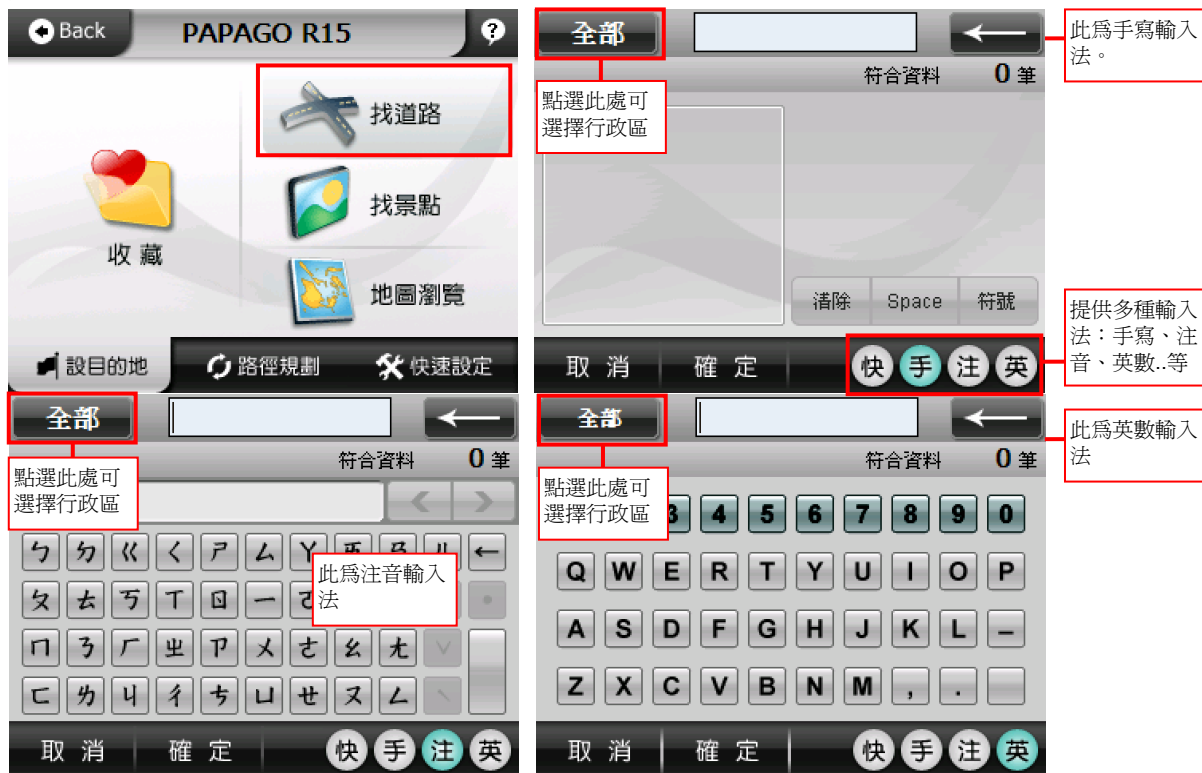 Back
PAPAGO R15
?
找道路
找景點
收 藏
地圖瀏覽
設目的地
路徑規劃
快速設定
全部
符合資料 0 筆
點選此處可
選擇行政區
清除
Space
符號
取 消
確 定
快 手 注 英
此爲手寫輸入
法。
提供多種輸入
法：手寫、注
音、英數..等
全部
符合資料 0 筆
點選此處可
選擇行政區
ㄅ ㄉ ㄍ ㄑ ㄕ ㄙ ㄚ
ㄆ ㄊ ㄎ ㄒ ㄖ ㄧ ㄛ
ㄇ ㄋ ㄏ ㄓ ㄗ ㄨ ㄜ ㄠ ㄤ ˇ
ㄈ ㄌ ㄐ ㄔ ㄘ ㄩ ㄝ ㄡ ㄥ ˋ
此爲注音輸入
法
取 消
確 定
快 手 注 英
全部
符合資料 0 筆
點選此處可
選擇行政區
3 4 5 6 7 8 9 0
Q W E R T Y U I O P
A S D F G H J K L –
Z X C V B N M , .
取 消
確 定
快 手 注 英
此爲英數輸入
法